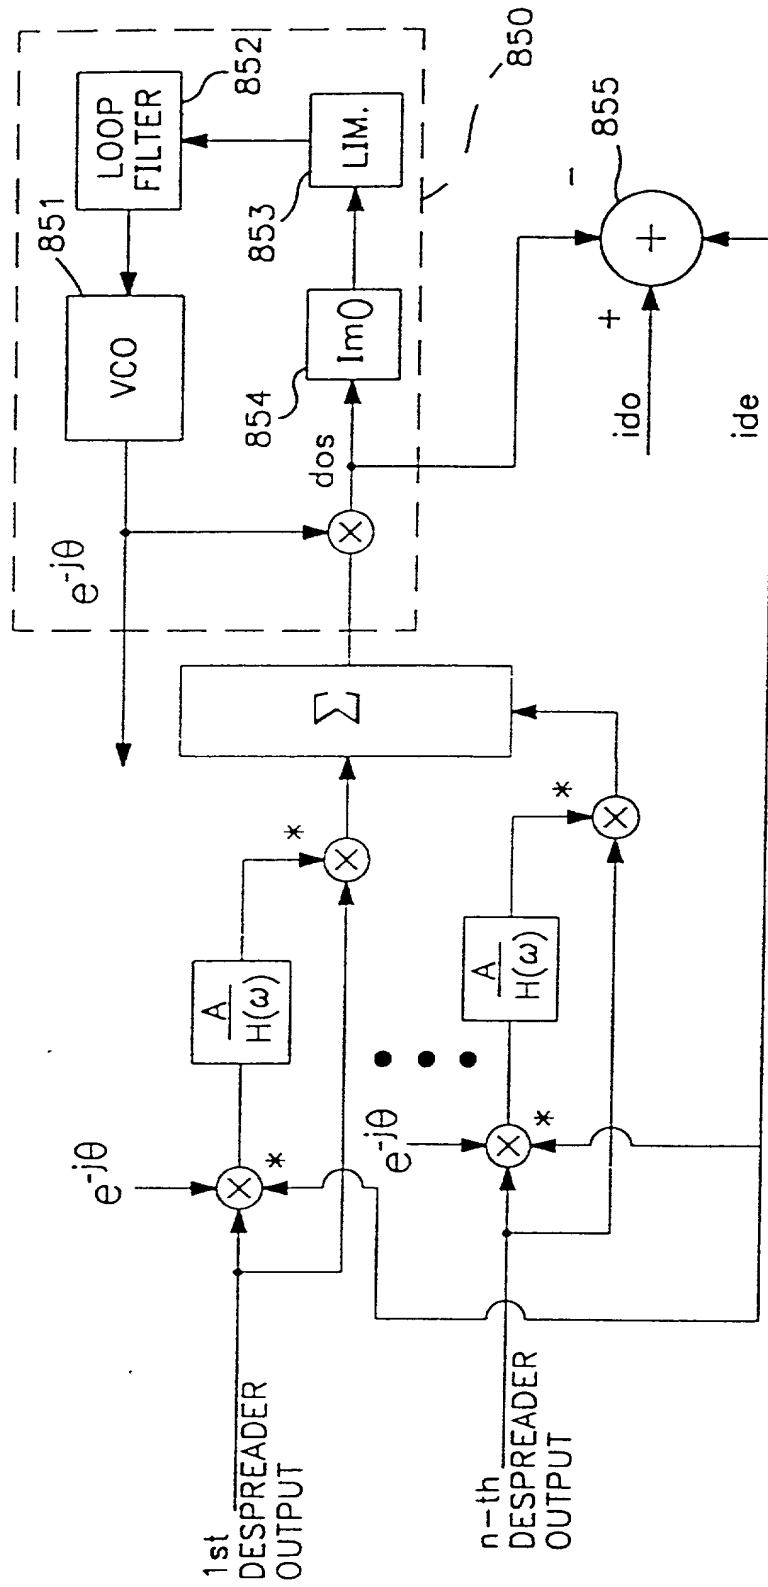 1st
DESPREADER
OUTPUT
n-th
DESPREADER
OUTPUT
e-jθ
*
A
H(ω)
*
e-jθ
*
A
H(ω)
*
Σ
e-jθ
dos
VCO
851
LOOP
FILTER
852
LIM.
853
Im()
854
850
ido
ide
+
+
-
855